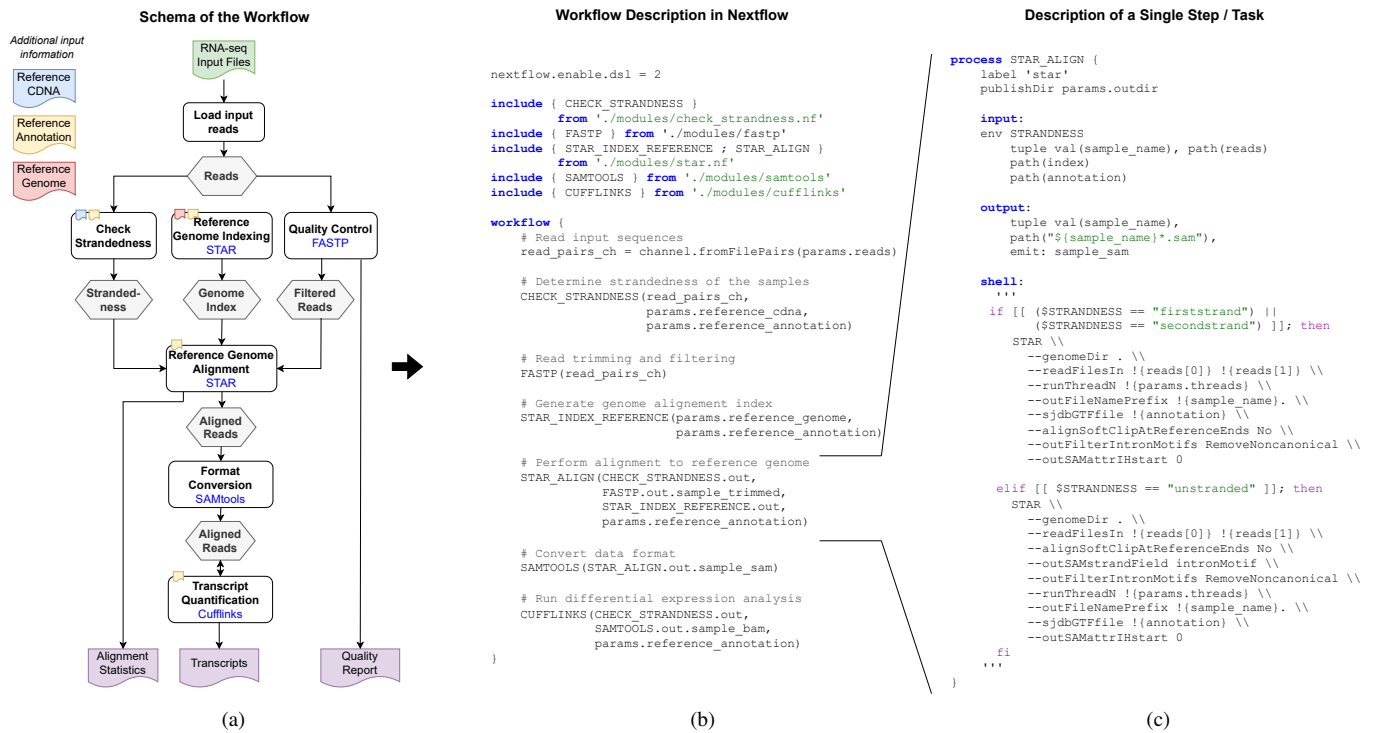 Schema of the Workflow
Additional input
information
Reference
CDNA
Reference
Annotation
Reference
Genome
RNA-seq
Input Files
Load input
reads
Reads
Check
Strandedness
Reference
Genome Indexing
STAR
Quality Control
FASTP
Stranded-
ness
Genome
Index
Filtered
Reads
Reference Genome
Alignment
STAR
Aligned
Reads
Format
Conversion
SAMtools
Aligned
Reads
Transcript
Quantification
Cufflinks
Alignment
Statistics
Transcripts
Quality
Report
(a)
Workflow Description in Nextflow
nextflow.enable.dsl = 2
include { CHECK_STRANDNESS }
from './modules/check_strandness.nf'
include { FASTP } from './modules/fastp'
include { STAR_INDEX_REFERENCE ; STAR_ALIGN }
from './modules/star.nf'
include { SAMTOOLS } from './modules/samtools'
include { CUFFLINKS } from './modules/cufflinks'
workflow {
# Read input sequences
read_pairs_ch = channel.fromFilePairs(params.reads)
# Determine strandedness of the samples
CHECK_STRANDNESS(read_pairs_ch,
params.reference_cdna,
params.reference_annotation)
# Read trimming and filtering
FASTP(read_pairs_ch)
# Generate genome alignement index
STAR_INDEX_REFERENCE(params.reference_genome,
params.reference_annotation)
# Perform alignment to reference genome
STAR_ALIGN(CHECK_STRANDNESS.out,
FASTP.out.sample_trimmed,
STAR_INDEX_REFERENCE.out,
params.reference_annotation)
# Convert data format
SAMTOOLS(STAR_ALIGN.out.sample_sam)
# Run differential expression analysis
CUFFLINKS(CHECK_STRANDNESS.out,
SAMTOOLS.out.sample_bam,
params.reference_annotation)
}
(b)
Description of a Single Step / Task
process STAR_ALIGN {
label 'star'
publishDir params.outdir
input:
env STRANDNESS
tuple val(sample_name), path(reads)
path(index)
path(annotation)
output:
tuple val(sample_name),
path("${sample_name}*.sam"),
emit: sample_sam
shell:
'''
if [[ ($STRANDNESS == "firststrand") ||
($STRANDNESS == "secondstrand") ]]; then
STAR \\
--genomeDir . \\
--readFilesIn !{reads[0]} !{reads[1]} \\
--runThreadN !{params.threads} \\
--outFileNamePrefix !{sample_name}. \\
--sjdbGTFfile !{annotation} \\
--alignSoftClipAtReferenceEnds No \\
--outFilterIntronMotifs RemoveNoncanonical \\
--outSAMattrIHstart 0
elif [[ $STRANDNESS == "unstranded" ]]; then
STAR \\
--genomeDir . \\
--readFilesIn !{reads[0]} !{reads[1]} \\
--alignSoftClipAtReferenceEnds No \\
--outSAMstrandField intronMotif \\
--outFilterIntronMotifs RemoveNoncanonical \\
--runThreadN !{params.threads} \\
--outFileNamePrefix !{sample_name}. \\
--sjdbGTFfile !{annotation} \\
--outSAMattrIHstart 0
fi
'''
}
(c)